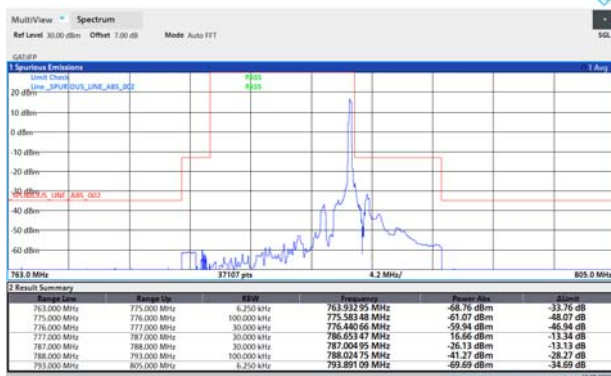 MultiView Spectrum
Ref Level 30.00 dBm Offset 7.00 dB Mode Auto FFT SGL
GAT:IFP
1 Spurious Emissions 1 Avg
Limit Check PASS
Line _SPURIOUS_LINE_ABS_002 PASS
20 dBm
10 dBm
0 dBm
-10 dBm
-20 dBm
-30 dBm
_SPURIOUS_LINE_ABS_002
-40 dBm
-50 dBm
-60 dBm
763.0 MHz 37107 pts 4.2 MHz/ 805.0 MHz
2 Result Summary
Range Low Range Up RBW Frequency Power Abs ΔLimit
763.000 MHz 775.000 MHz 6.250 kHz 763.932 95 MHz -68.76 dBm -33.76 dB
775.000 MHz 776.000 MHz 100.000 kHz 775.583 48 MHz -61.07 dBm -48.07 dB
776.000 MHz 777.000 MHz 30.000 kHz 776.440 66 MHz -59.94 dBm -46.94 dB
777.000 MHz 787.000 MHz 30.000 kHz 786.653 47 MHz 16.66 dBm -13.34 dB
787.000 MHz 788.000 MHz 30.000 kHz 787.004 95 MHz -26.13 dBm -13.13 dB
788.000 MHz 793.000 MHz 100.000 kHz 788.024 75 MHz -41.27 dBm -28.27 dB
793.000 MHz 805.000 MHz 6.250 kHz 793.891 09 MHz -69.69 dBm -34.69 dB